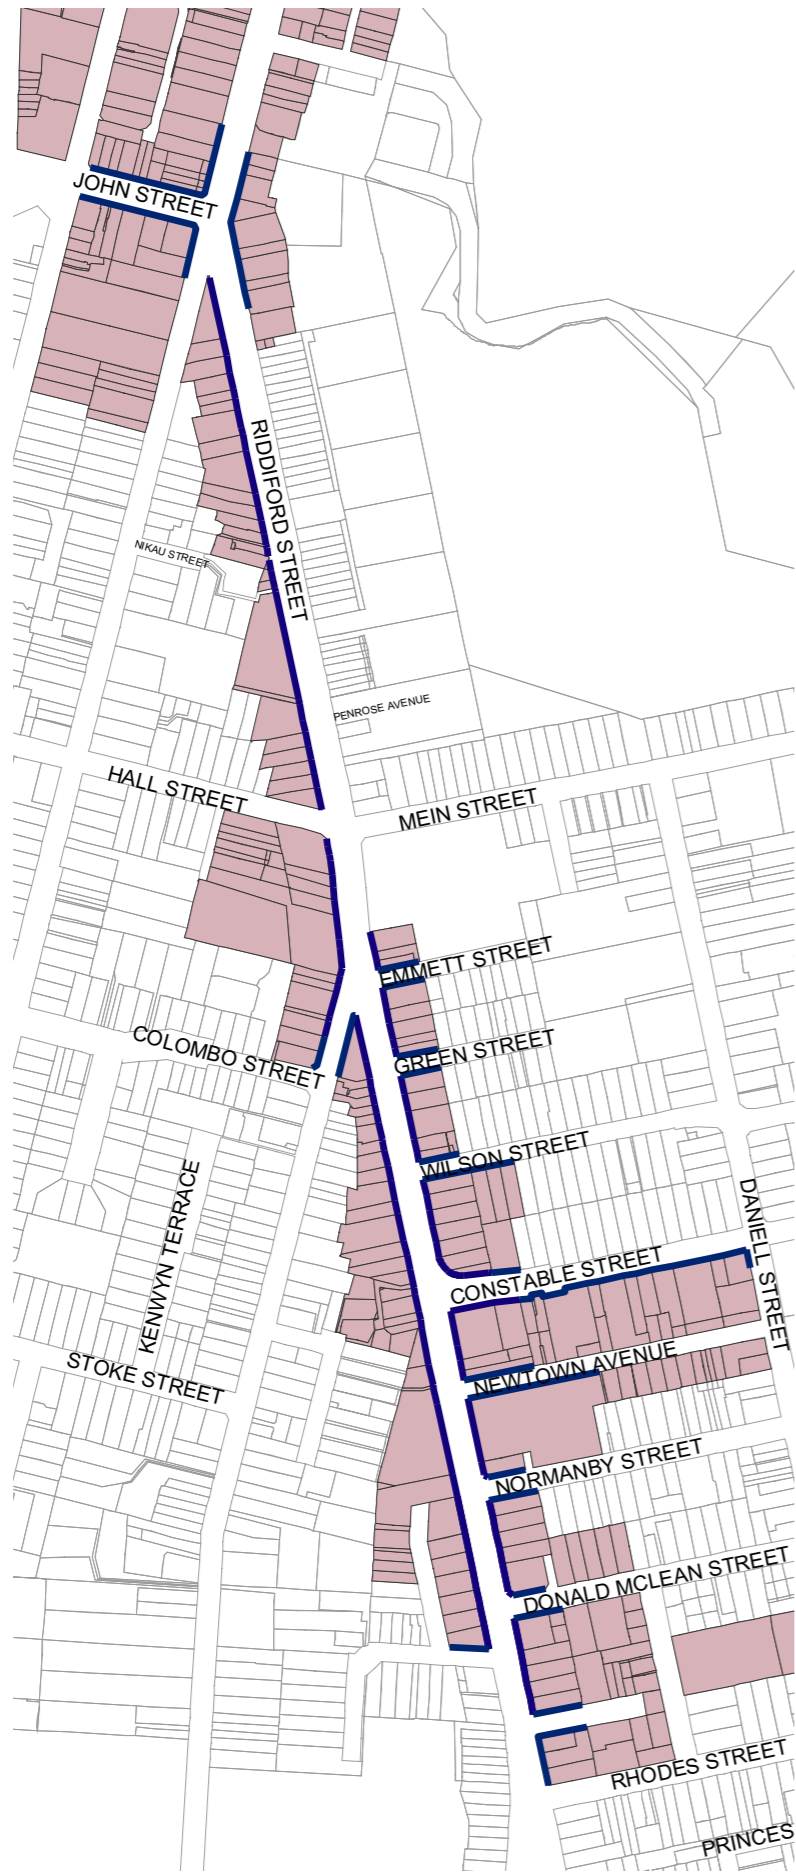 JOHN STREET
RIDDIFORD STREET
NIKAU STREET
PENROSE AVENUE
HALL STREET
MEIN STREET
EMMETT STREET
COLOMBO STREET
GREEN STREET
WILSON STREET
KENWYN TERRACE
DANIELL STREET
CONSTABLE STREET
STOKE STREET
NEWTOWN AVENUE
NORMANBY STREET
DONALD MCLEAN STREET
RHODES STREET
PRINCES